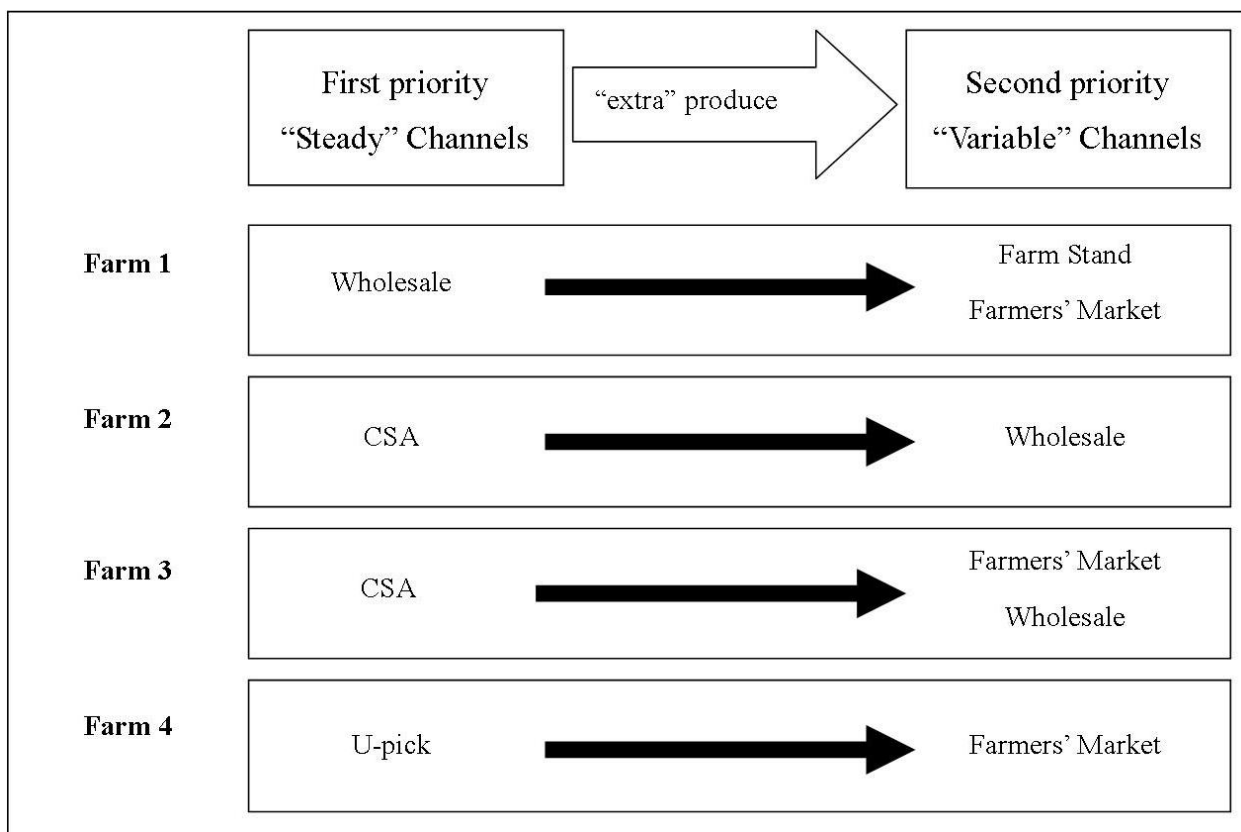 First priority
“Steady” Channels
“extra” produce
Second priority
“Variable” Channels
Farm 1
Wholesale
Farm Stand
Farmers’ Market
Farm 2
CSA
Wholesale
Farm 3
CSA
Farmers’ Market
Wholesale
Farm 4
U-pick
Farmers’ Market